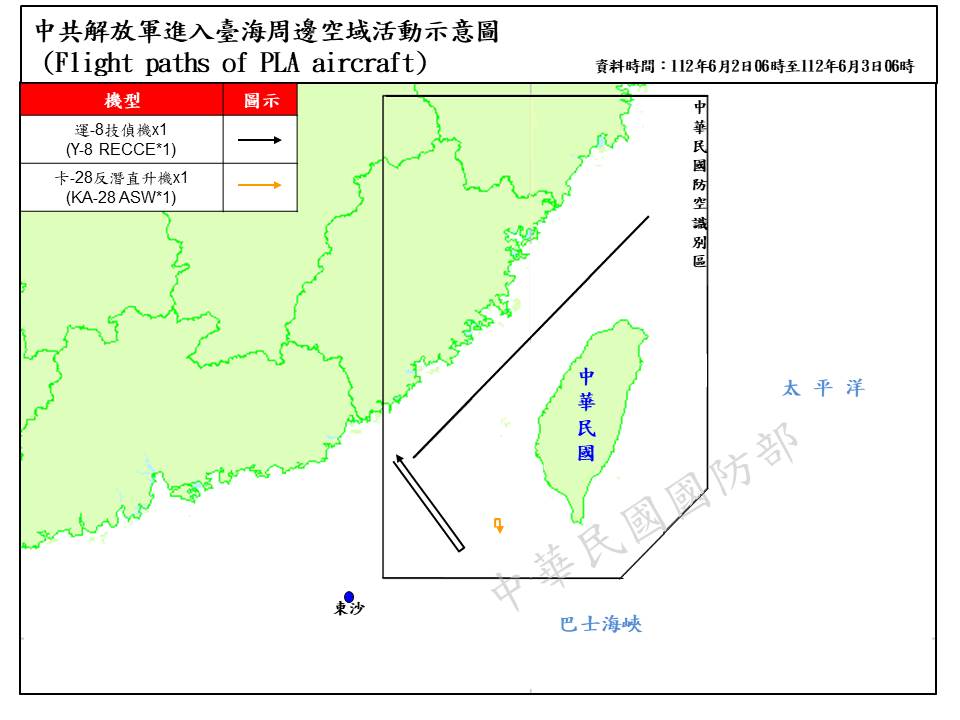 中共解放軍進入臺海周邊空域活動示意圖
(Flight paths of PLA aircraft)
資料時間：112年6月2日06時至112年6月3日06時
機型 圖示
運-8技偵機x1
(Y-8 RECCE*1)
卡-28反潛直升機x1
(KA-28 ASW*1)
中華民國防空識別區
中華民國
太平洋
中華民國國防部
東沙
巴士海峽